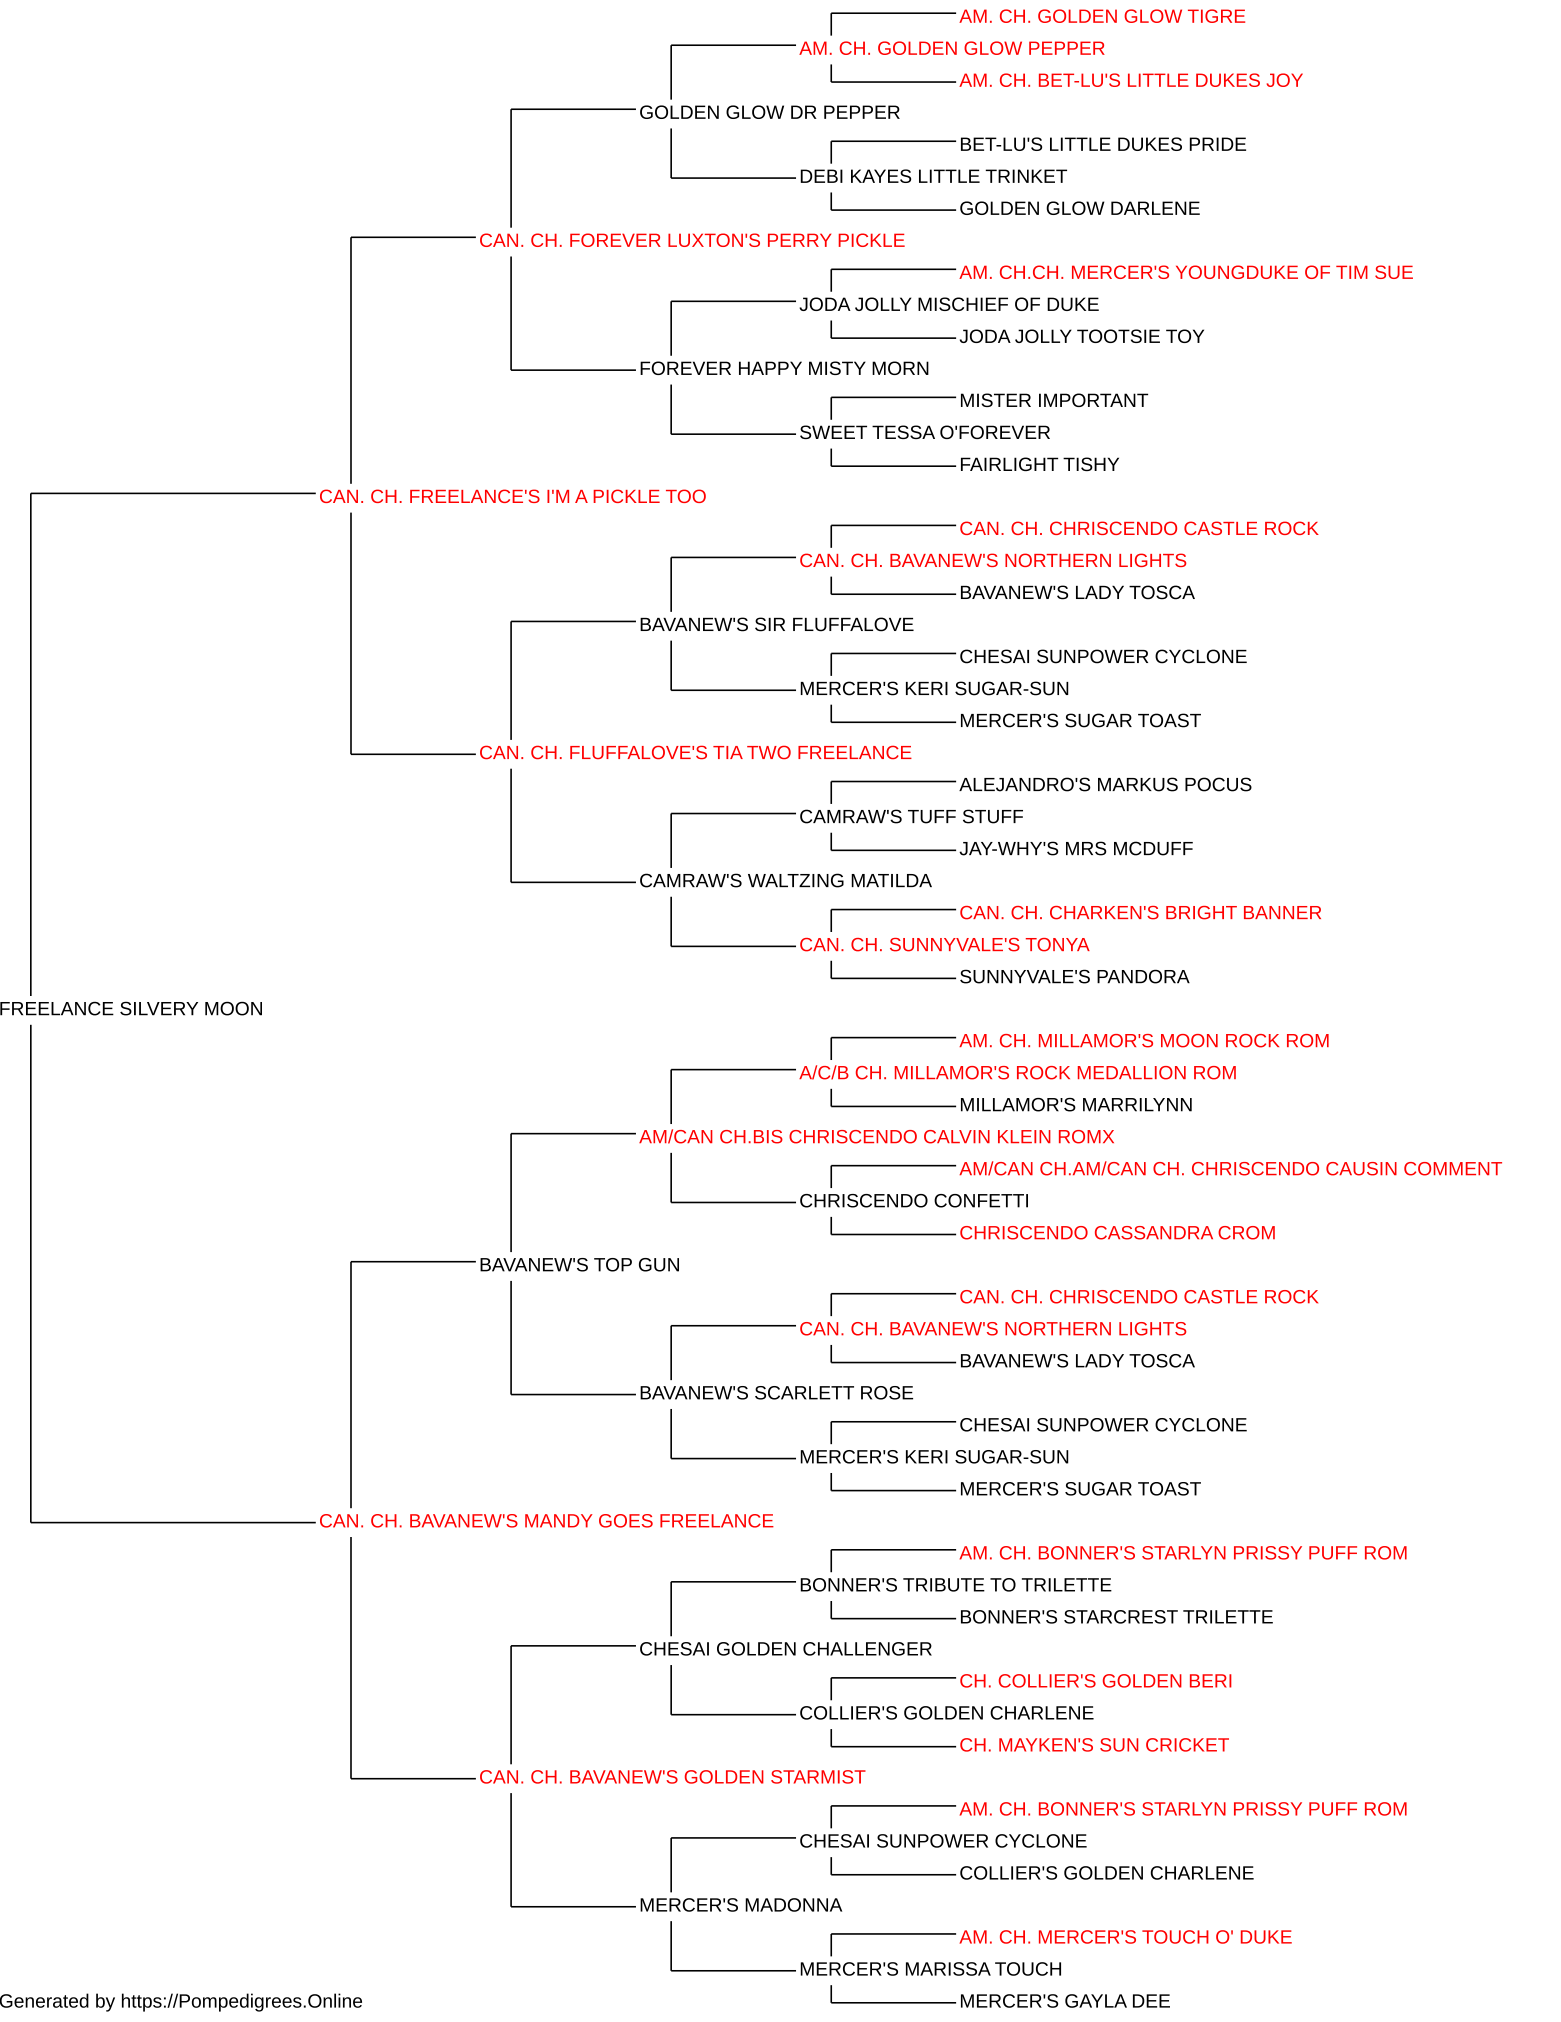 AM. CH. GOLDEN GLOW TIGRE
AM. CH. GOLDEN GLOW PEPPER
AM. CH. BET-LU'S LITTLE DUKES JOY
GOLDEN GLOW DR PEPPER
BET-LU'S LITTLE DUKES PRIDE
DEBI KAYES LITTLE TRINKET
GOLDEN GLOW DARLENE
CAN. CH. FOREVER LUXTON'S PERRY PICKLE
AM. CH.CH. MERCER'S YOUNGDUKE OF TIM SUE
JODA JOLLY MISCHIEF OF DUKE
JODA JOLLY TOOTSIE TOY
FOREVER HAPPY MISTY MORN
MISTER IMPORTANT
SWEET TESSA O'FOREVER
FAIRLIGHT TISHY
CAN. CH. FREELANCE'S I'M A PICKLE TOO
CAN. CH. CHRISCENDO CASTLE ROCK
CAN. CH. BAVANEW'S NORTHERN LIGHTS
BAVANEW'S LADY TOSCA
BAVANEW'S SIR FLUFFALOVE
CHESAI SUNPOWER CYCLONE
MERCER'S KERI SUGAR-SUN
MERCER'S SUGAR TOAST
CAN. CH. FLUFFALOVE'S TIA TWO FREELANCE
ALEJANDRO'S MARKUS POCUS
CAMRAW'S TUFF STUFF
JAY-WHY'S MRS MCDUFF
CAMRAW'S WALTZING MATILDA
CAN. CH. CHARKEN'S BRIGHT BANNER
CAN. CH. SUNNYVALE'S TONYA
SUNNYVALE'S PANDORA
FREELANCE SILVERY MOON
AM. CH. MILLAMOR'S MOON ROCK ROM
A/C/B CH. MILLAMOR'S ROCK MEDALLION ROM
MILLAMOR'S MARRILYNN
AM/CAN CH.BIS CHRISCENDO CALVIN KLEIN ROMX
AM/CAN CH.AM/CAN CH. CHRISCENDO CAUSIN COMMENT
CHRISCENDO CONFETTI
CHRISCENDO CASSANDRA CROM
BAVANEW'S TOP GUN
CAN. CH. CHRISCENDO CASTLE ROCK
CAN. CH. BAVANEW'S NORTHERN LIGHTS
BAVANEW'S LADY TOSCA
BAVANEW'S SCARLETT ROSE
CHESAI SUNPOWER CYCLONE
MERCER'S KERI SUGAR-SUN
MERCER'S SUGAR TOAST
CAN. CH. BAVANEW'S MANDY GOES FREELANCE
AM. CH. BONNER'S STARLYN PRISSY PUFF ROM
BONNER'S TRIBUTE TO TRILETTE
BONNER'S STARCREST TRILETTE
CHESAI GOLDEN CHALLENGER
CH. COLLIER'S GOLDEN BERI
COLLIER'S GOLDEN CHARLENE
CH. MAYKEN'S SUN CRICKET
CAN. CH. BAVANEW'S GOLDEN STARMIST
AM. CH. BONNER'S STARLYN PRISSY PUFF ROM
CHESAI SUNPOWER CYCLONE
COLLIER'S GOLDEN CHARLENE
MERCER'S MADONNA
AM. CH. MERCER'S TOUCH O' DUKE
MERCER'S MARISSA TOUCH
MERCER'S GAYLA DEE
Generated by https://Pompedigrees.Online